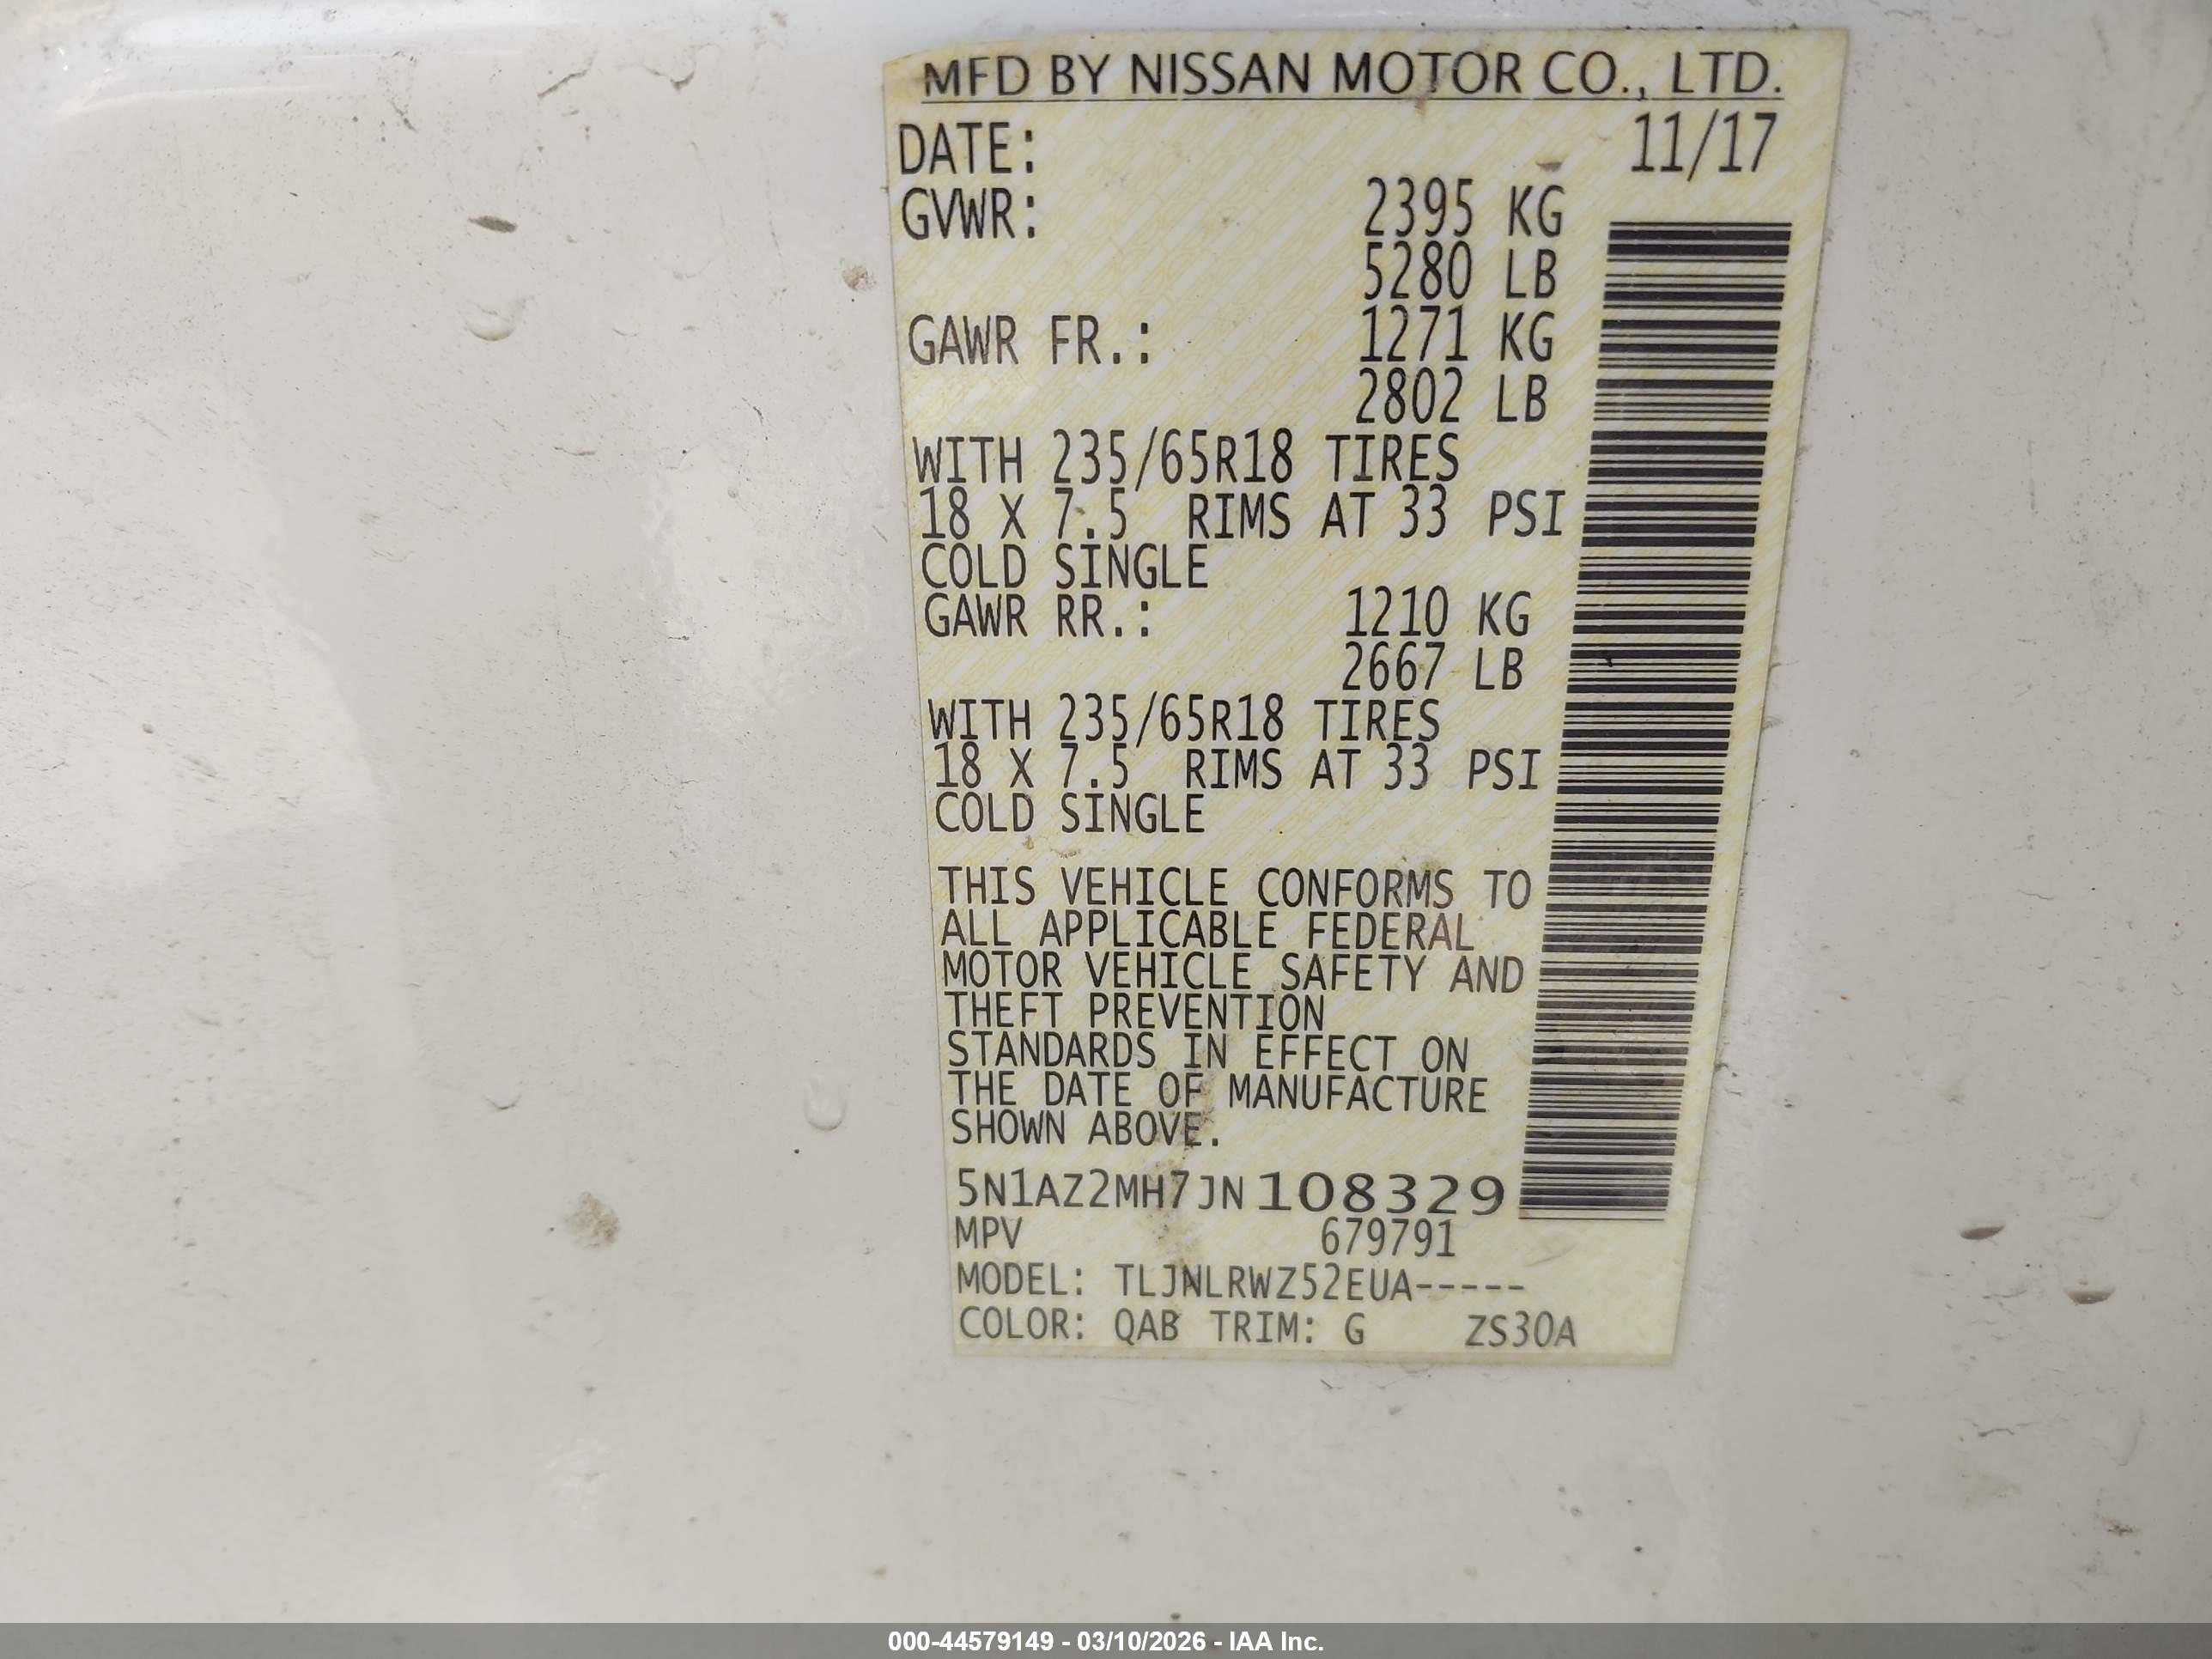 MFD BY NISSAN MOTOR CO., LTD.
DATE: 11/17
GVWR: 2395 KG
5280 LB
GAWR FR.: 1271 KG
2802 LB
WITH 235/65R18 TIRES
18 X 7.5 RIMS AT 33 PSI
COLD SINGLE
GAWR RR.: 1210 KG
2667 LB
WITH 235/65R18 TIRES
18 X 7.5 RIMS AT 33 PSI
COLD SINGLE
THIS VEHICLE CONFORMS TO
ALL APPLICABLE FEDERAL
MOTOR VEHICLE SAFETY AND
THEFT PREVENTION
STANDARDS IN EFFECT ON
THE DATE OF MANUFACTURE
SHOWN ABOVE.
5N1AZ2MH7JN108329
MPV 679791
MODEL: TLJNLRWZ52EUA-----
COLOR: QAB TRIM: G ZS30A
000-44579149 - 03/10/2026 - IAA Inc.